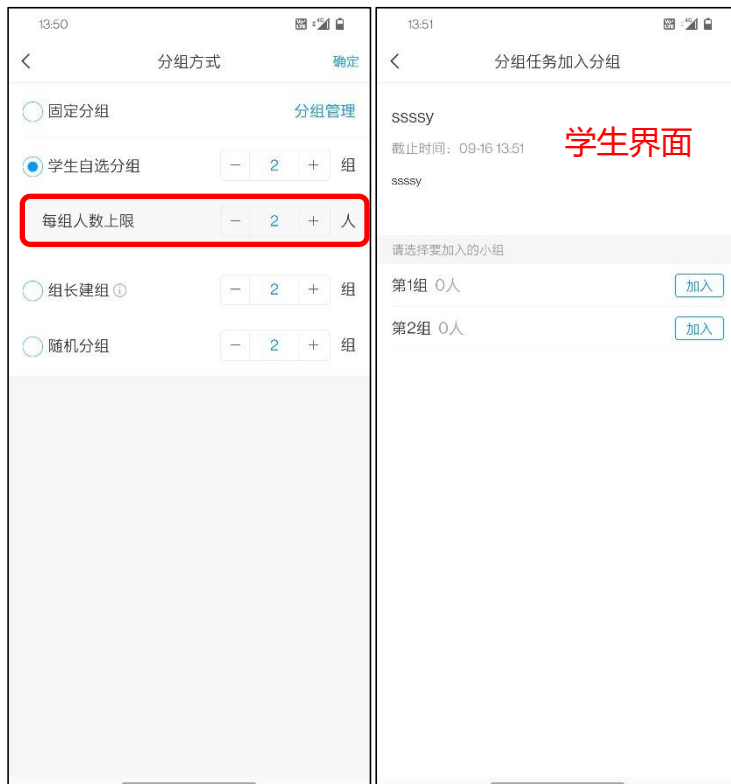 13:50
分组方式
确定
固定分组
分组管理
学生自选分组
2
组
每组人数上限
2
人
组长建组
2
组
随机分组
2
组
13:51
分组任务加入分组
ssssy
截止时间：09-16 13:51
学生界面
ssssy
请选择要加入的小组
第1组 0人
加入
第2组 0人
加入